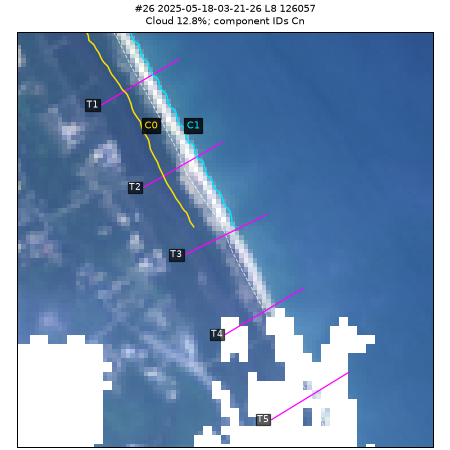 #26 2025-05-18-03-21-26 L8 126057
Cloud 12.8%; component IDs Cn
T1
C0 C1
T2
T3
T4
T5